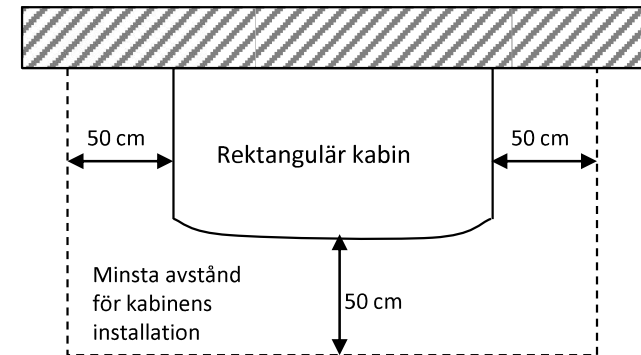 50 cm
50 cm
Rektangulär kabin
Minsta avstånd
för kabinens
installation
50 cm